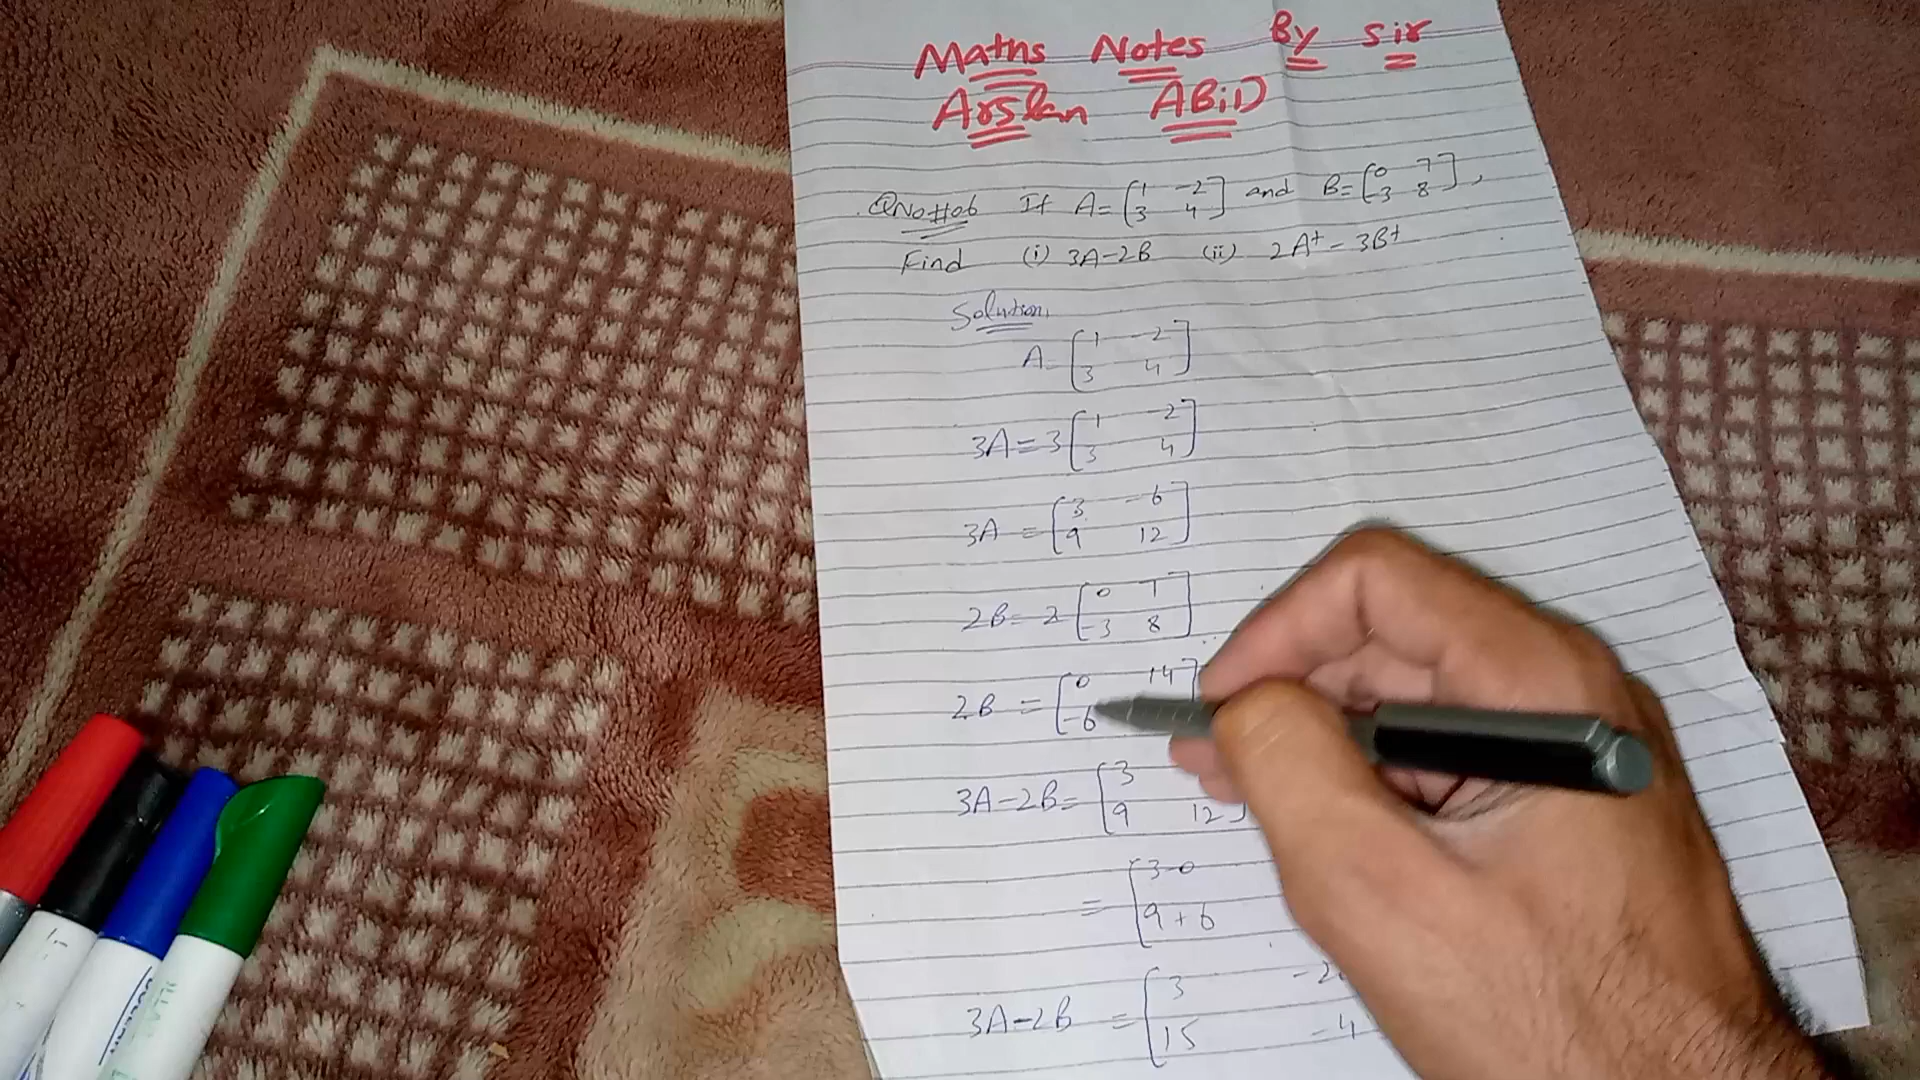 Maths Notes By sir
Arslan ABiD
QNo#06 If A=[1 -2 3 4] and B=[0 7 -3 8],
Find (i) 3A-2B (ii) 2A^t - 3B^t
Solution
A=[1 -2 3 4]
3A=3[1 -2 3 4]
3A=[3 -6 9 12]
2B=2[0 7 -3 8]
2B=[0 14 -6
3A-2B=[3 9 12]
=[3-0 9+6
3A-2B=[3 -2 15 -4